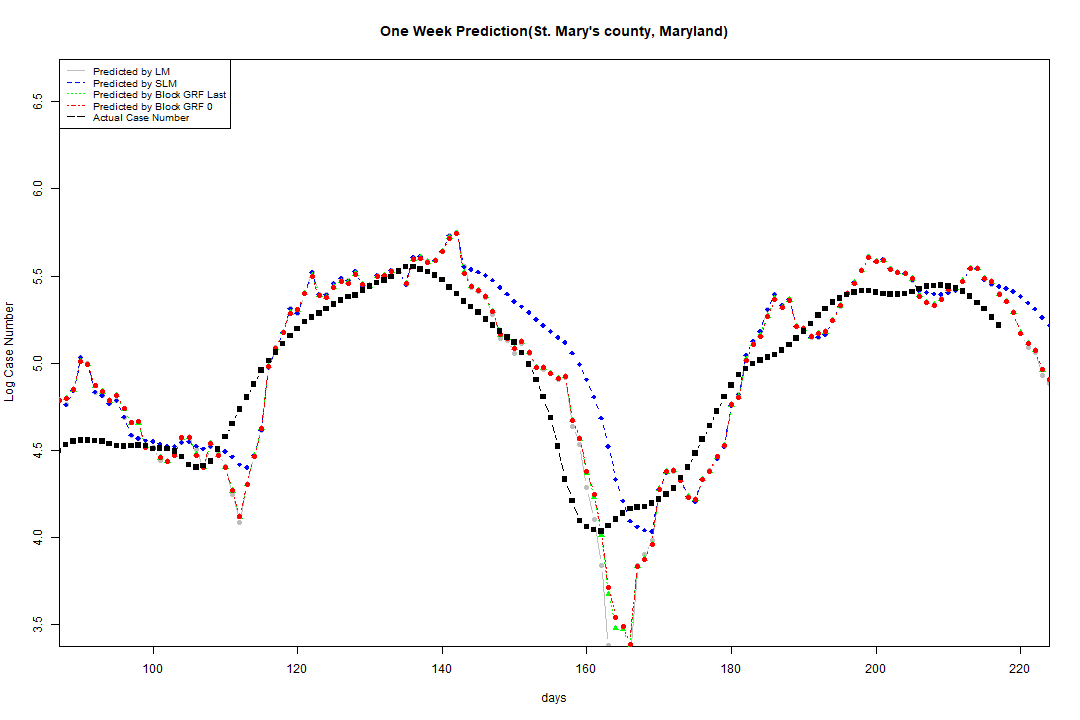 One Week Prediction(St. Mary's county, Maryland)
Predicted by LM
Predicted by SLM
Predicted by Block GRF Last
Predicted by Block GRF 0
Actual Case Number
Log Case Number
6.5
6.0
5.5
5.0
4.5
4.0
3.5
100 120 140 160 180 200 220
days